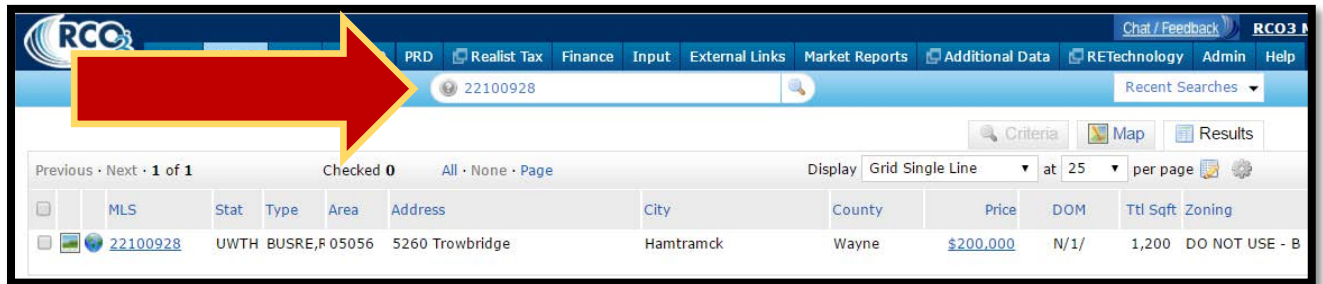 RCO3 Chat / Feedback RCO3
PRD Realist Tax Finance Input External Links Market Reports Additional Data RETechnology Admin Help
22100928 Recent Searches
Criteria Map Results
Previous · Next · 1 of 1 Checked 0 All · None · Page Display Grid Single Line at 25 per page
MLS Stat Type Area Address City County Price DOM Ttl Sqft Zoning
22100928 UWTH BUSRE,F 05056 5260 Trowbridge Hamtramck Wayne $200,000 N/1/ 1,200 DO NOT USE - B